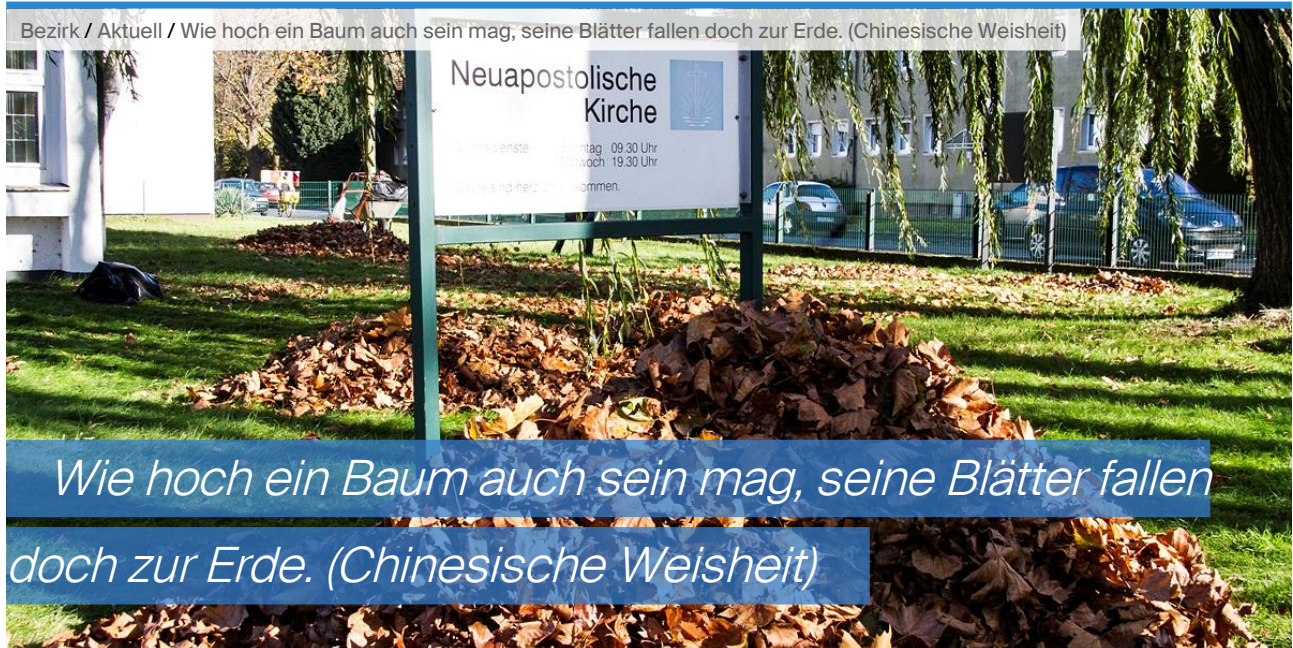 Bezirk / Aktuell / Wie hoch ein Baum auch sein mag, seine Blätter fallen doch zur Erde. (Chinesische Weisheit)
Neuapostolische
Kirche
09.30 Uhr
19.30 Uhr
Wie hoch ein Baum auch sein mag, seine Blätter fallen
doch zur Erde. (Chinesische Weisheit)